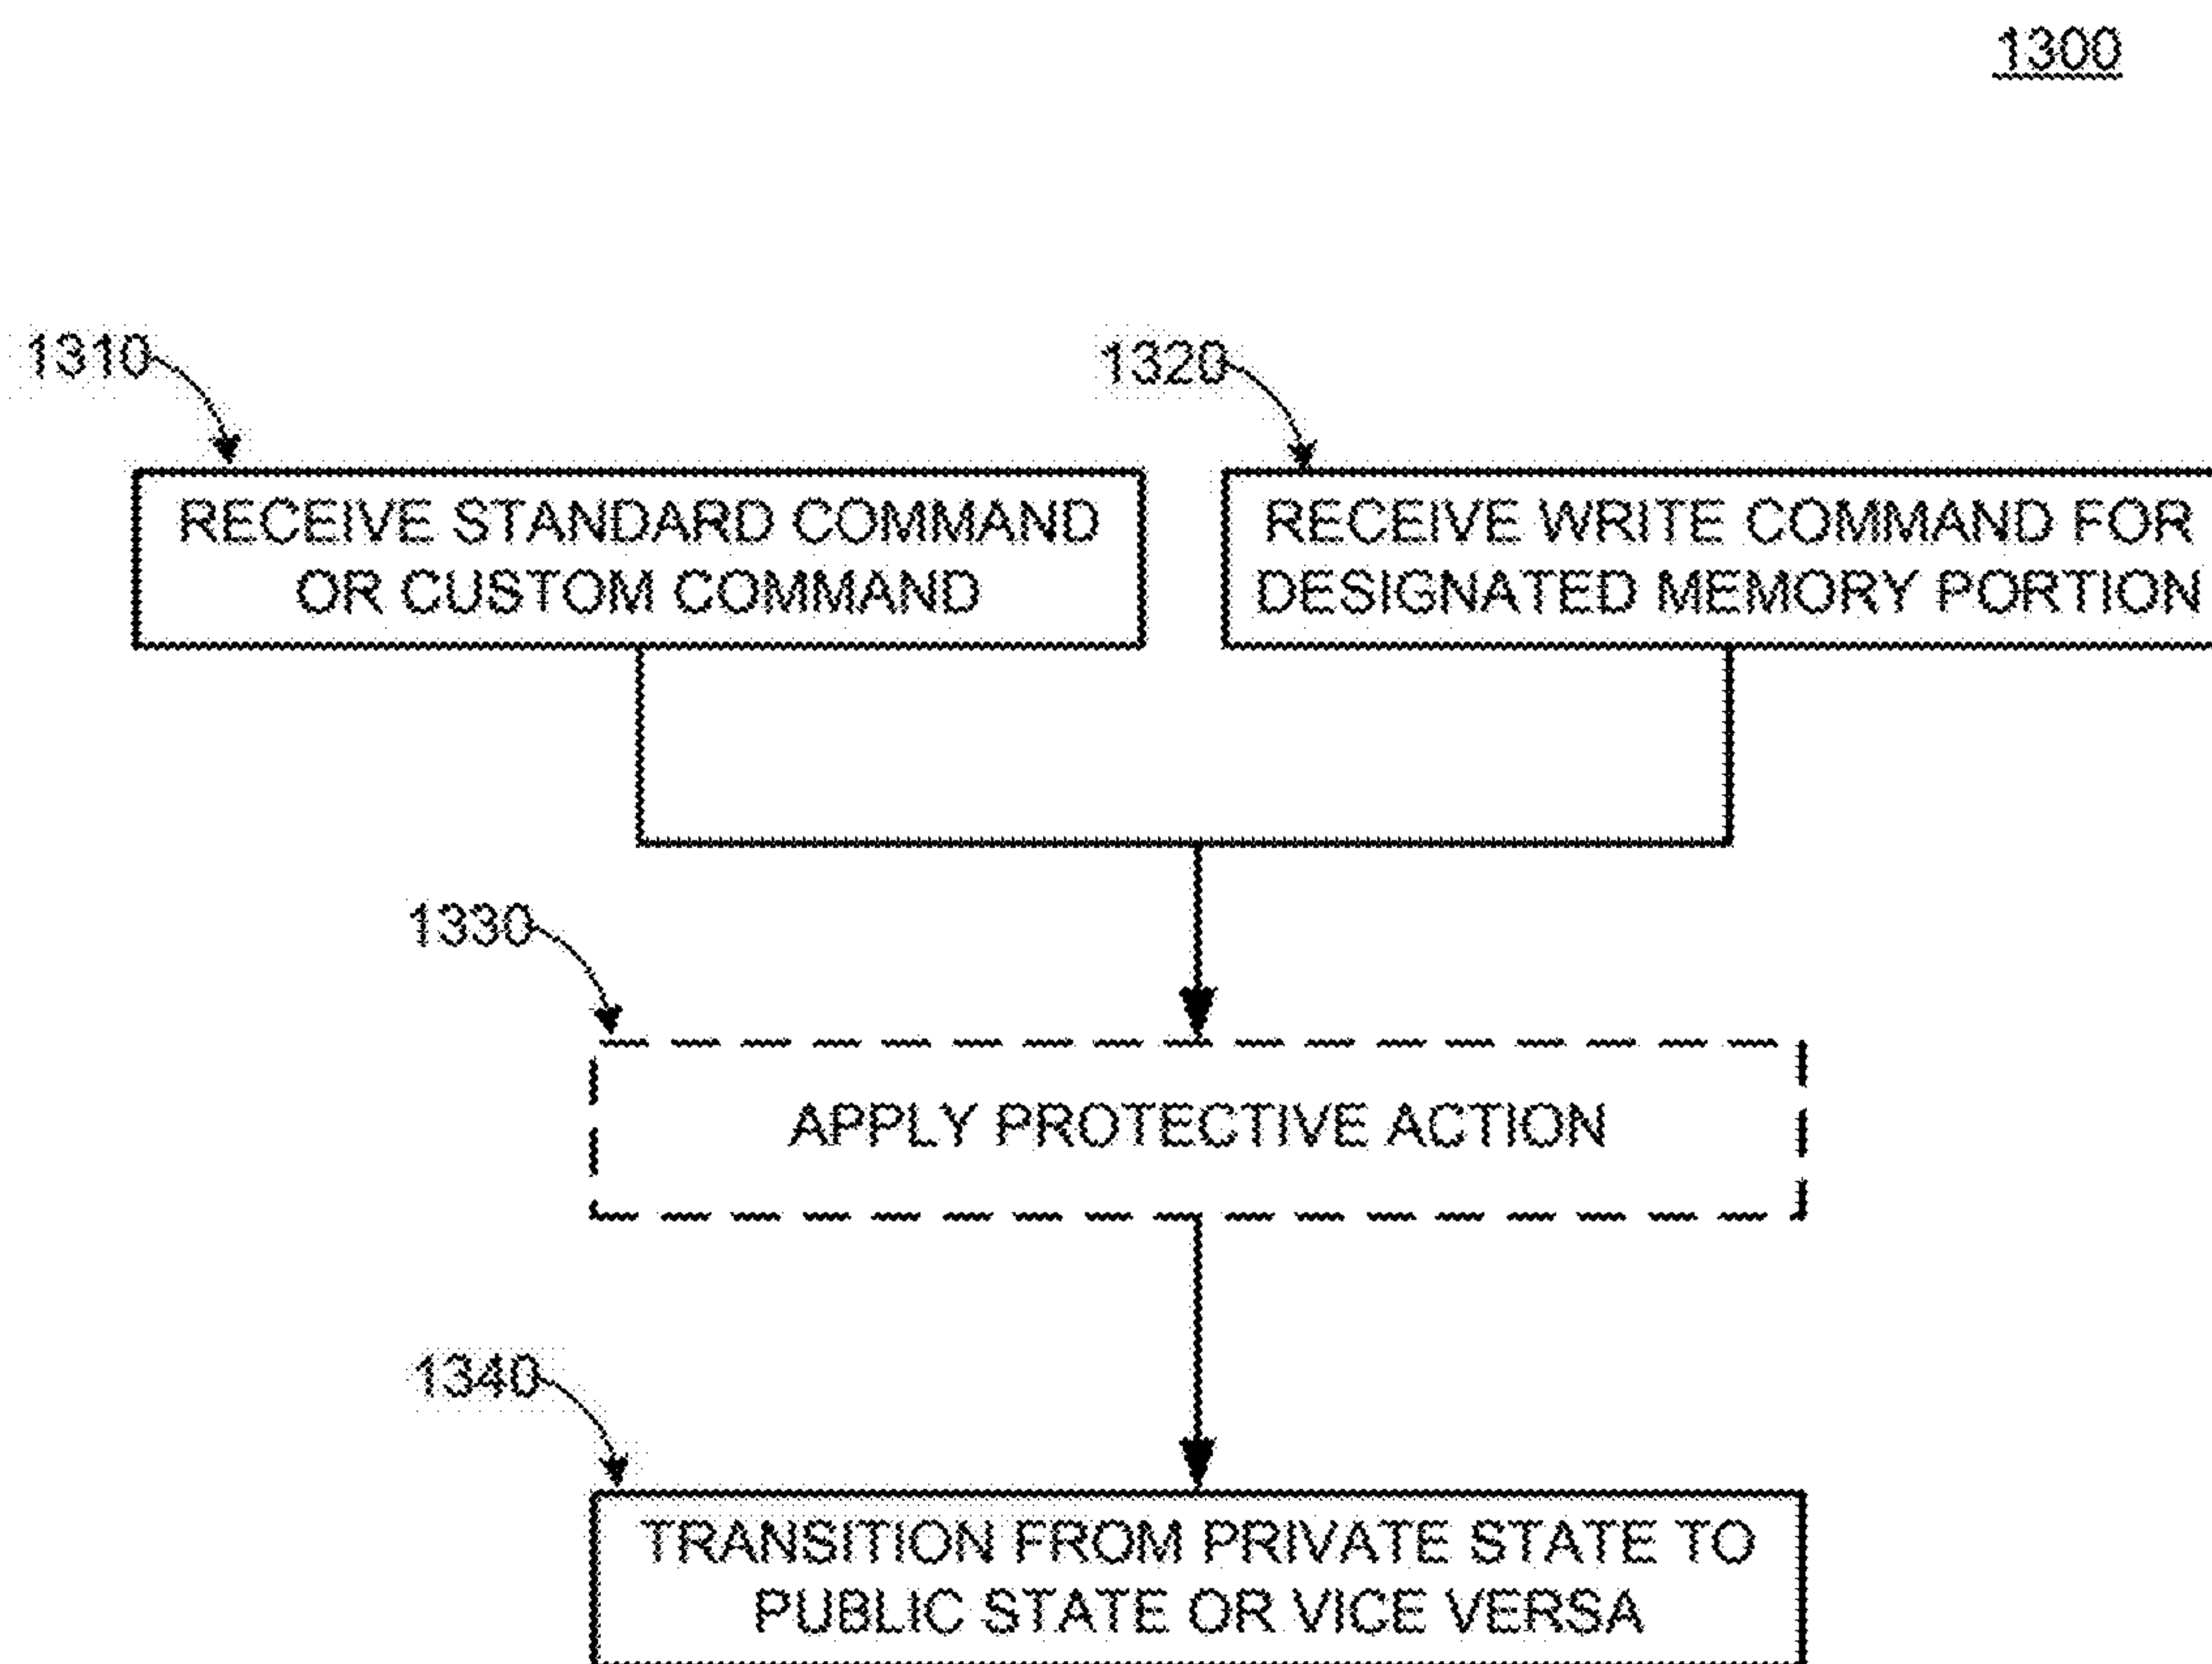 1300
1310
1320
RECEIVE STANDARD COMMAND
OR CUSTOM COMMAND
RECEIVE WRITE COMMAND FOR
DESIGNATED MEMORY PORTION
1330
APPLY PROTECTIVE ACTION
1340
TRANSITION FROM PRIVATE STATE TO
PUBLIC STATE OR VICE VERSA